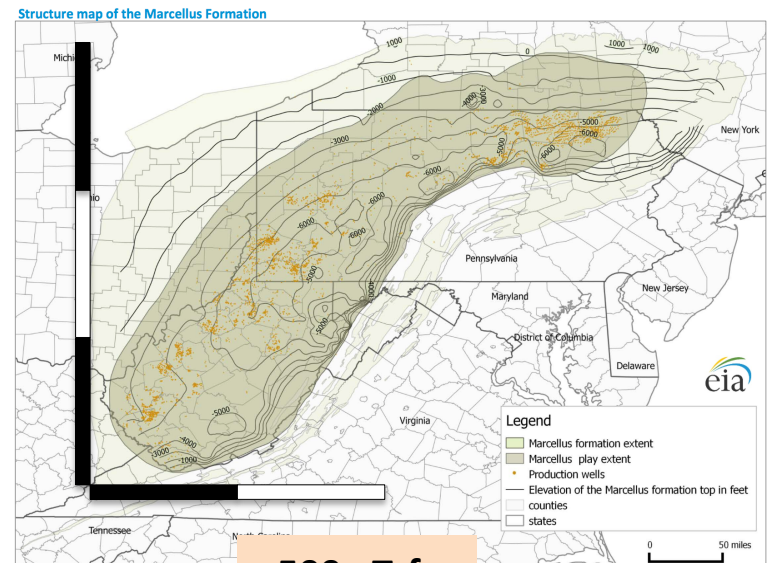 Structure map of the Marcellus Formation
1000
0
1000
1000
-1000
-2000
-3000
-4000
-3000
-5000
-6000
-5000
-6000
-6000
-6000
-6000
-6000
-5000
-4000
-5000
-5000
-4000
-3000
-1000
New York
Pennsylvania
Maryland
New Jersey
District of Columbia
Delaware
Virginia
Tennessee
eia
Legend
Marcellus formation extent
Marcellus play extent
Production wells
Elevation of the Marcellus formation top in feet
counties
states
0 50 miles